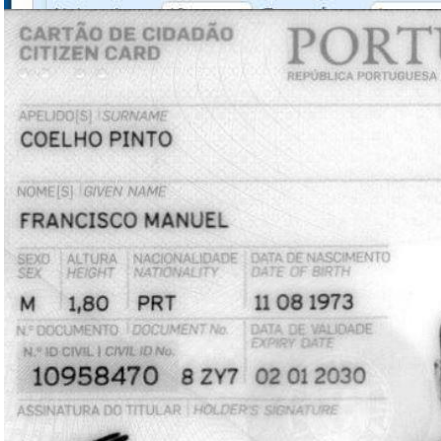 CARTÃO DE CIDADÃO
CITIZEN CARD
REPÚBLICA PORTUGUESA
APELIDO[S] | SURNAME
COELHO PINTO
NOME[S] | GIVEN NAME
FRANCISCO MANUEL
SEXO ALTURA NACIONALIDADE DATA DE NASCIMENTO
SEX HEIGHT NATIONALITY DATE OF BIRTH
M 1,80 PRT 11 08 1973
N.º DOCUMENTO | DOCUMENT No. DATA DE VALIDADE
N.º ID CIVIL | CIVIL ID No. EXPIRY DATE
10958470 8 ZY7 02 01 2030
ASSINATURA DO TITULAR | HOLDER'S SIGNATURE